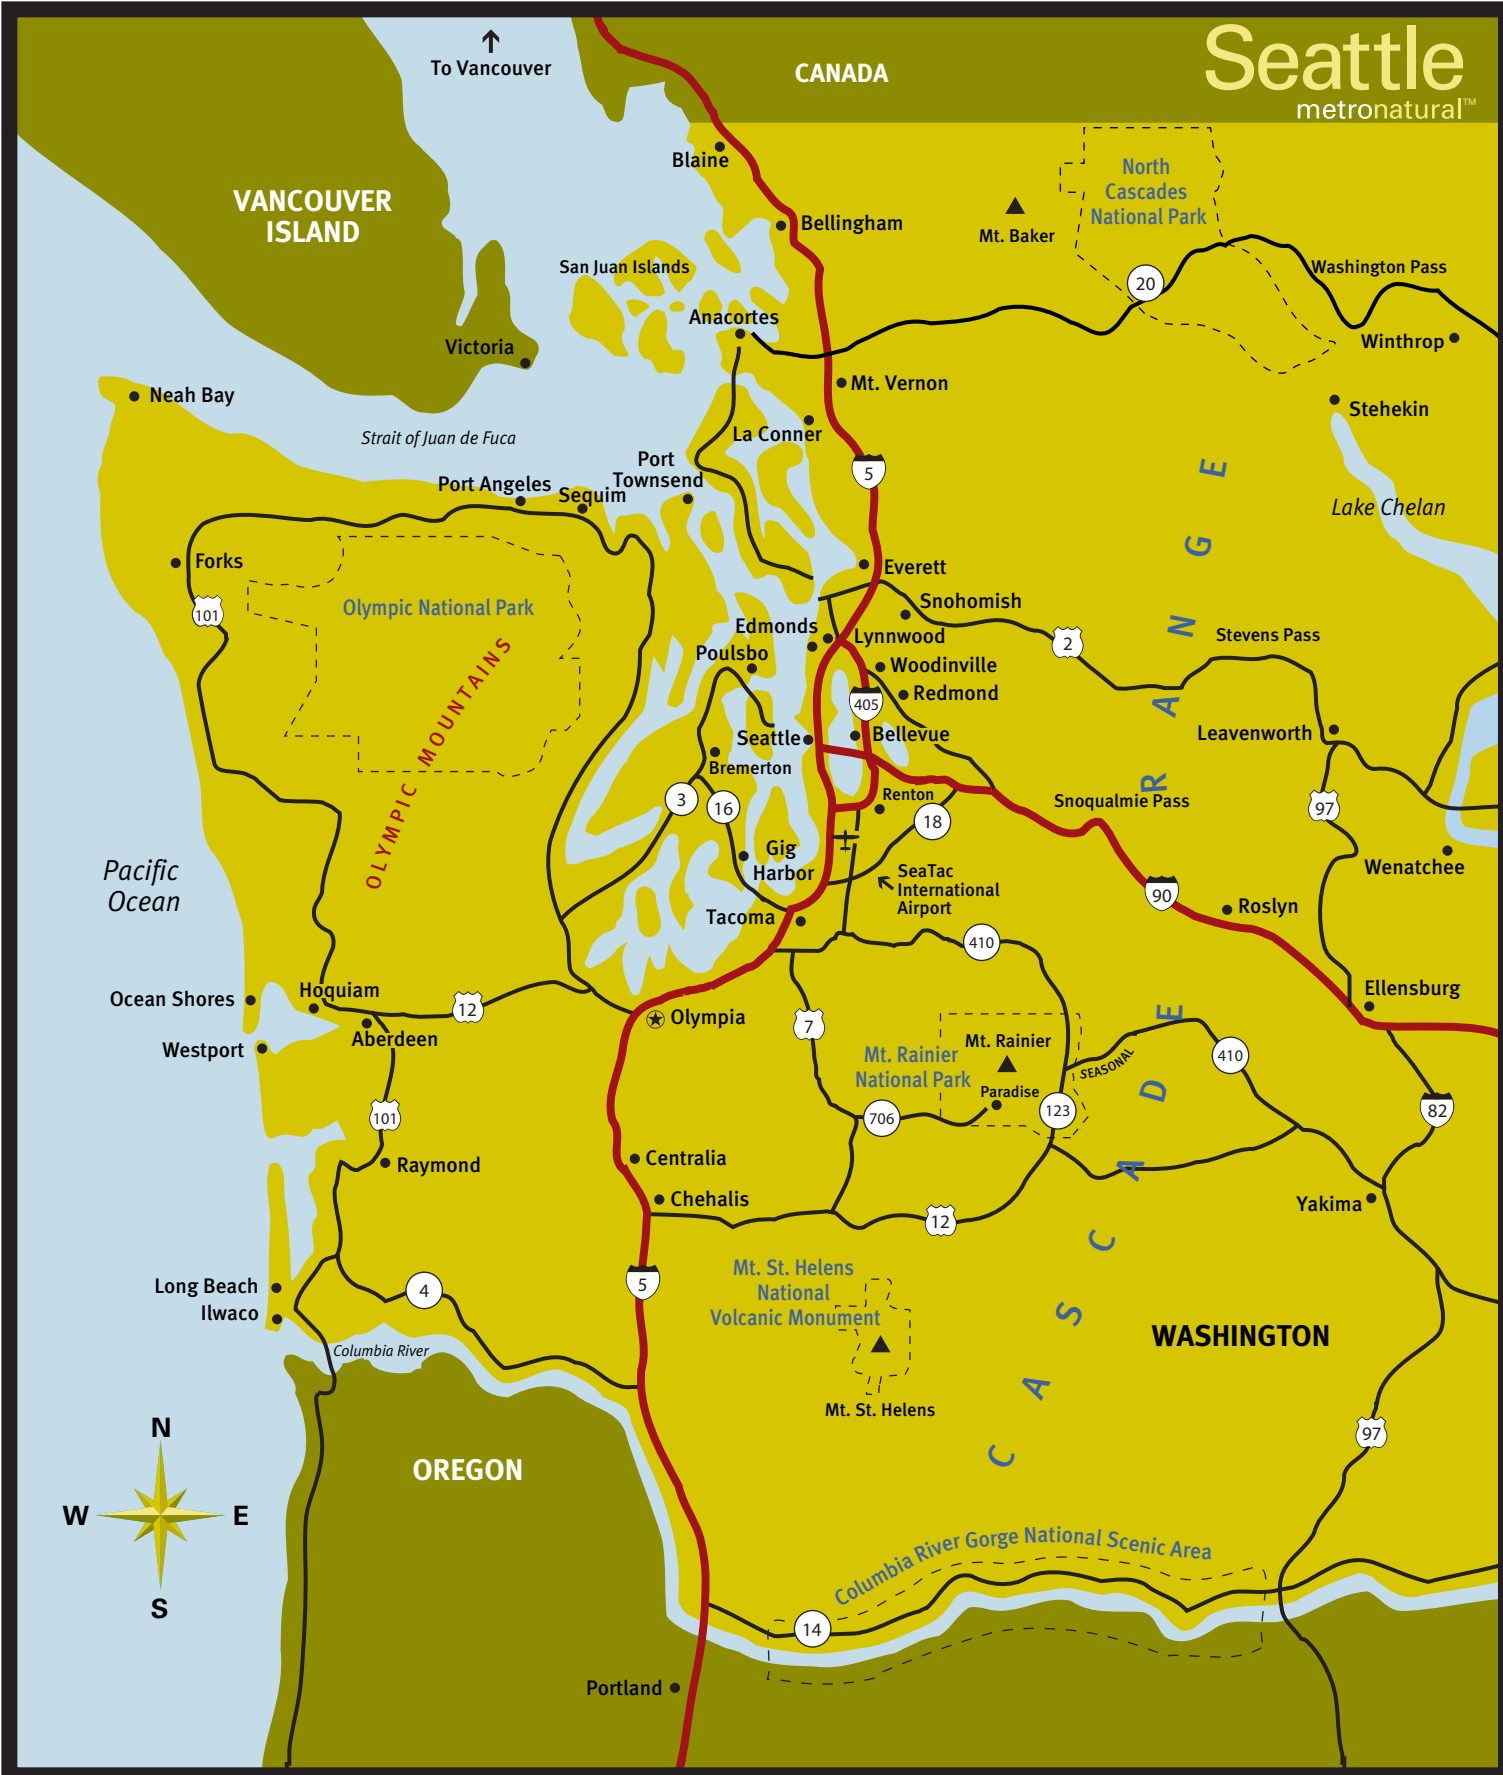 To Vancouver
CANADA
Seattle
metronatural™
Blaine
VANCOUVER
ISLAND
North
Cascades
National Park
Bellingham
Mt. Baker
San Juan Islands
Washington Pass
20
Anacortes
Victoria
Winthrop
Mt. Vernon
Neah Bay
Stehekin
Strait of Juan de Fuca
La Conner
Port
Townsend
5
Port Angeles
Sequim
Lake Chelan
Forks
Everett
101
Olympic National Park
Snohomish
Edmonds
Lynnwood
2
Stevens Pass
Poulsbo
Woodinville
Redmond
405
OLYMPIC MOUNTAINS
Seattle
Bellevue
Leavenworth
Bremerton
3
16
Renton
18
Snoqualmie Pass
97
Gig
Harbor
Pacific
Ocean
SeaTac
International
Airport
Wenatchee
90
Roslyn
Tacoma
410
Ocean Shores
Hoquiam
12
Ellensburg
Olympia
7
Aberdeen
Westport
Mt. Rainier
National Park
Mt. Rainier
Paradise
SEASONAL
410
101
706
123
82
Raymond
Centralia
Chehalis
12
Yakima
CASCADE RANGE
Long Beach
Ilwaco
4
5
Mt. St. Helens
National
Volcanic Monument
WASHINGTON
Columbia River
Mt. St. Helens
97
N
W
E
S
OREGON
Columbia River Gorge National Scenic Area
14
Portland